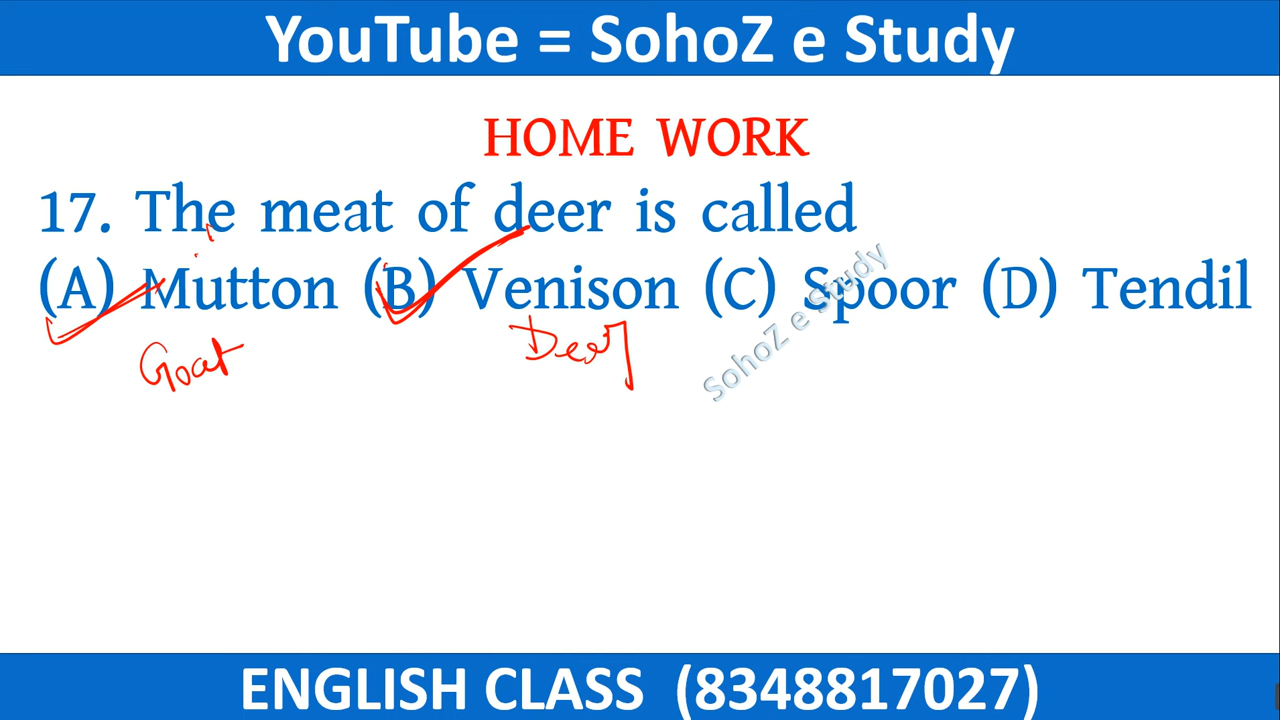 YouTube = SohoZ e Study
HOME WORK
17. The meat of deer is called
(A) Mutton (B) Venison (C) Spoor (D) Tendil
Goat
Deer
SohoZ e Study
ENGLISH CLASS (8348817027)